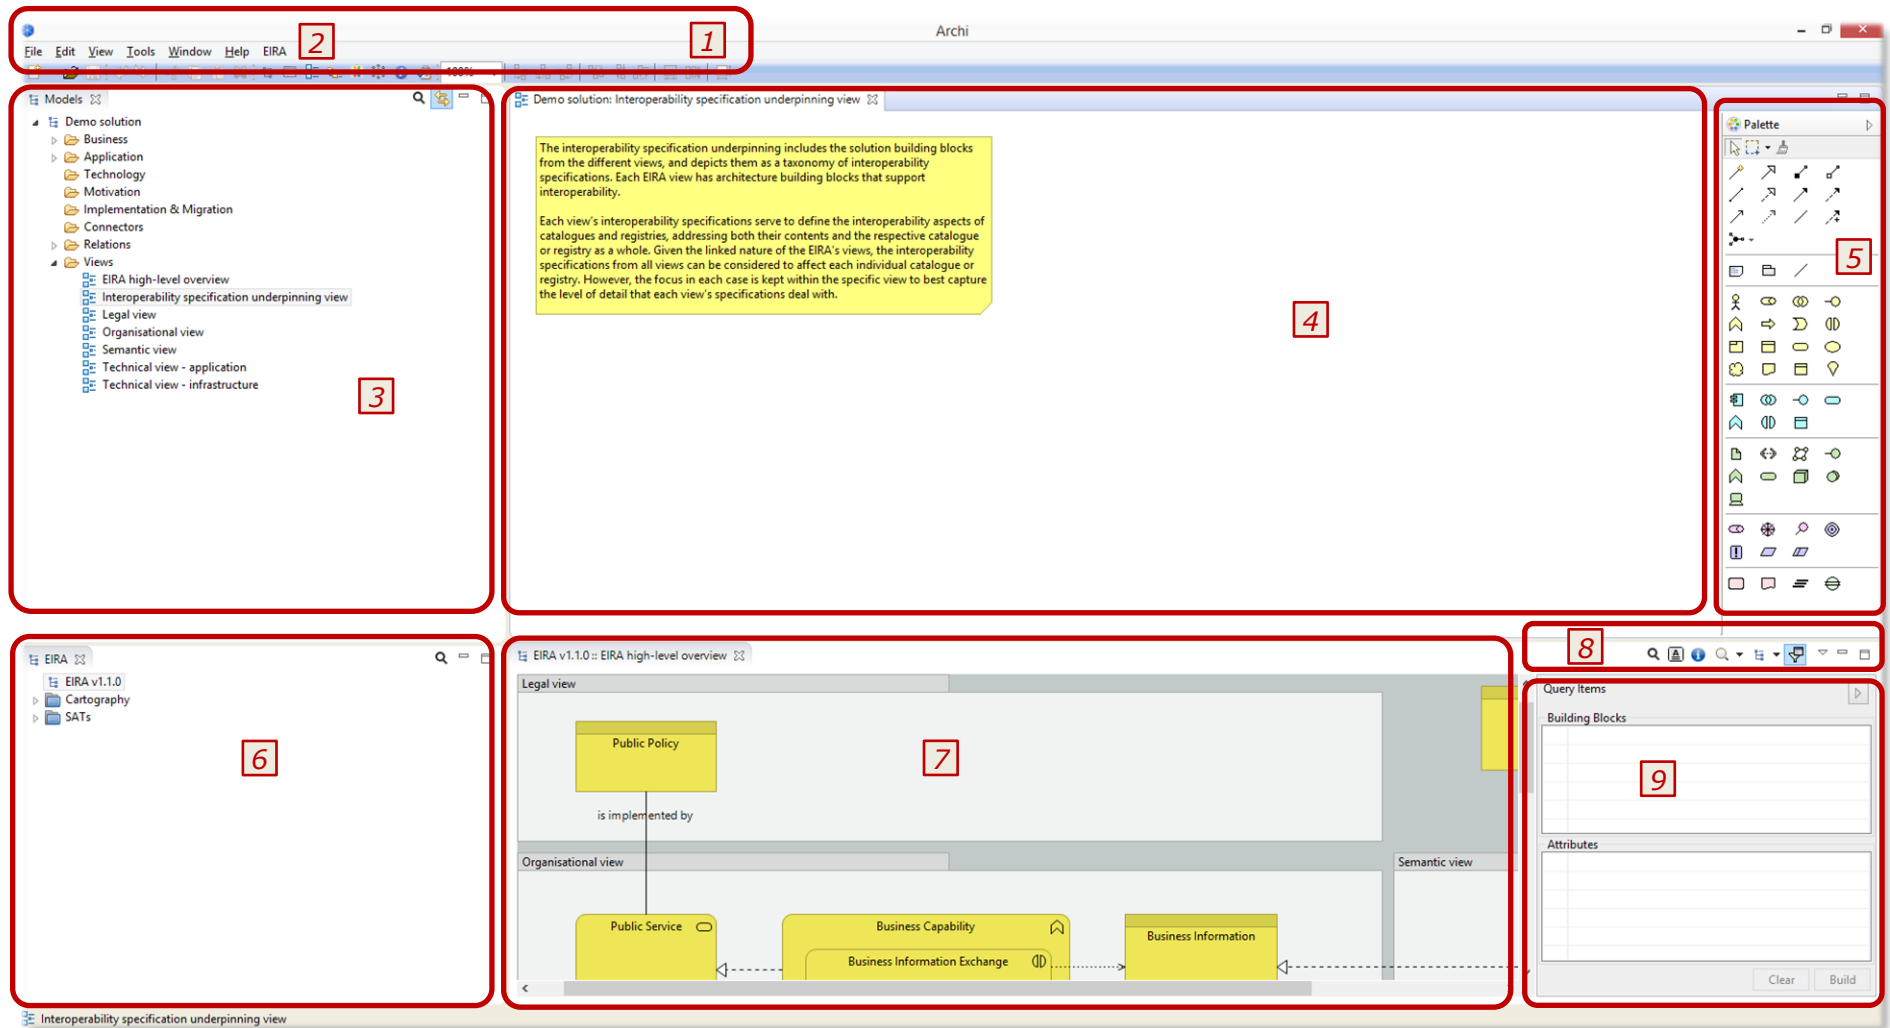 Archi
File Edit View Tools Window Help EIRA
2
1
100%
Models
Demo solution
Business
Application
Technology
Motivation
Implementation & Migration
Connectors
Relations
Views
EIRA high-level overview
Interoperability specification underpinning view
Legal view
Organisational view
Semantic view
Technical view - application
Technical view - infrastructure
3
Demo solution: Interoperability specification underpinning view
The interoperability specification underpinning includes the solution building blocks
from the different views, and depicts them as a taxonomy of interoperability
specifications. Each EIRA view has architecture building blocks that support
interoperability.
Each view's interoperability specifications serve to define the interoperability aspects of
catalogues and registries, addressing both their contents and the respective catalogue
or registry as a whole. Given the linked nature of the EIRA's views, the interoperability
specifications from all views can be considered to affect each individual catalogue or
registry. However, the focus in each case is kept within the specific view to best capture
the level of detail that each view's specifications deal with.
4
Palette
5
EIRA
EIRA v1.1.0
Cartography
SATs
6
EIRA v1.1.0 :: EIRA high-level overview
Legal view
Public Policy
is implemented by
7
Organisational view
Semantic view
Public Service
Business Capability
Business Information Exchange
Business Information
8
Query Items
Building Blocks
9
Attributes
Clear
Build
Interoperability specification underpinning view